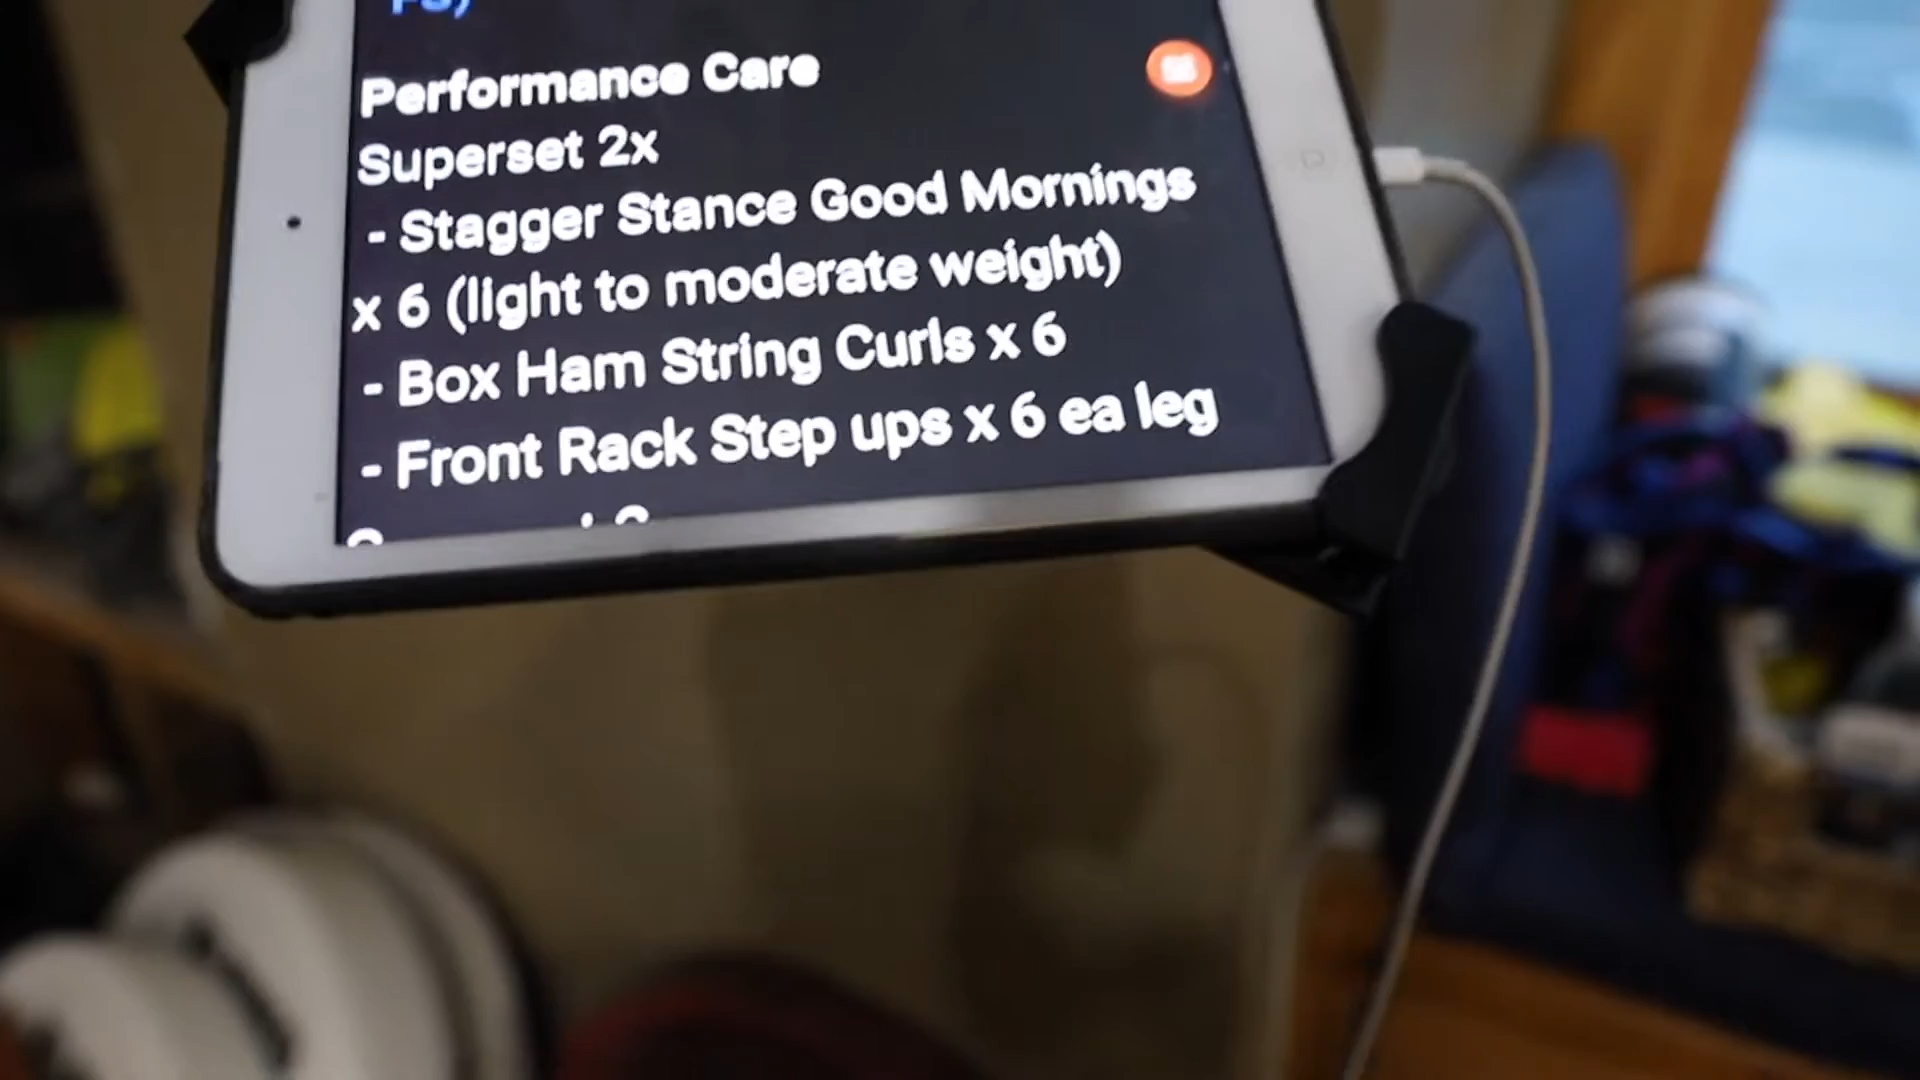 Performance Care
Superset 2x
- Stagger Stance Good Mornings
x 6 (light to moderate weight)
- Box Ham String Curls x 6
- Front Rack Step ups x 6 ea leg